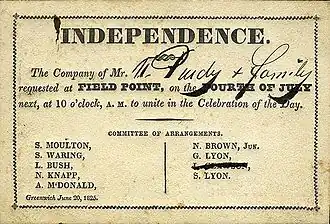 INDEPENDENCE.
The Company of Mr. W. Purdy & Family
requested at FIELD POINT, on the FOURTH OF JULY
next, at 10 o'clock, A. M. to unite in the Celebration of the Day.
COMMITTEE OF ARRANGEMENTS.
S. MOULTON,
S. WARING,
L. BUSH,
N. KNAPP,
A. McDONALD,
N. BROWN, Jun.
G. LYON,
S. LYON.
Greenwich June 20, 1825.